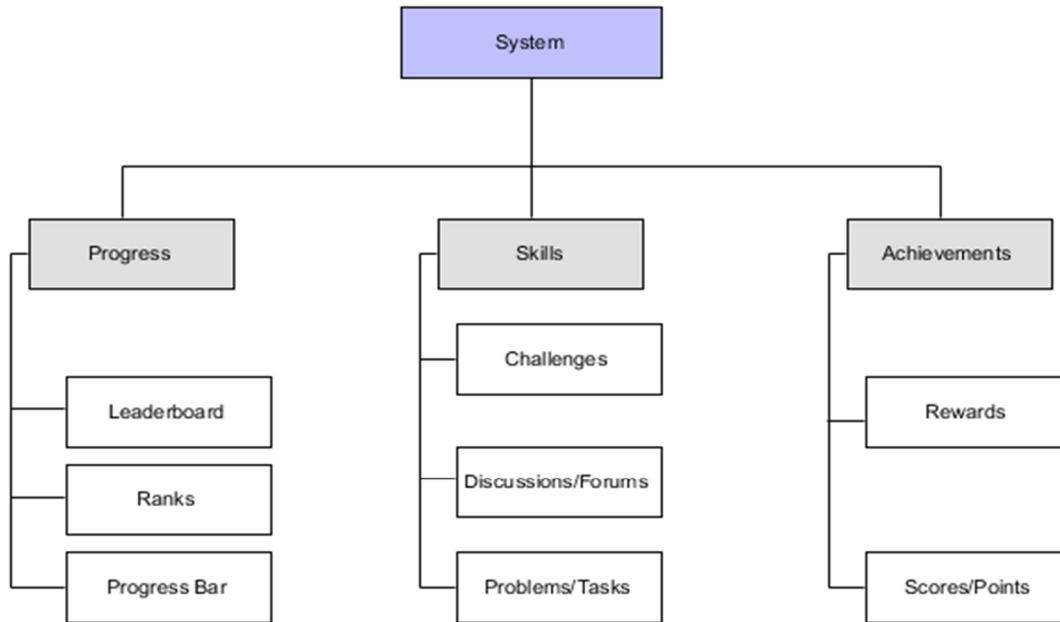 System
Progress
Skills
Achievements
Challenges
Leaderboard
Rewards
Discussions/Forums
Ranks
Progress Bar
Problems/Tasks
Scores/Points